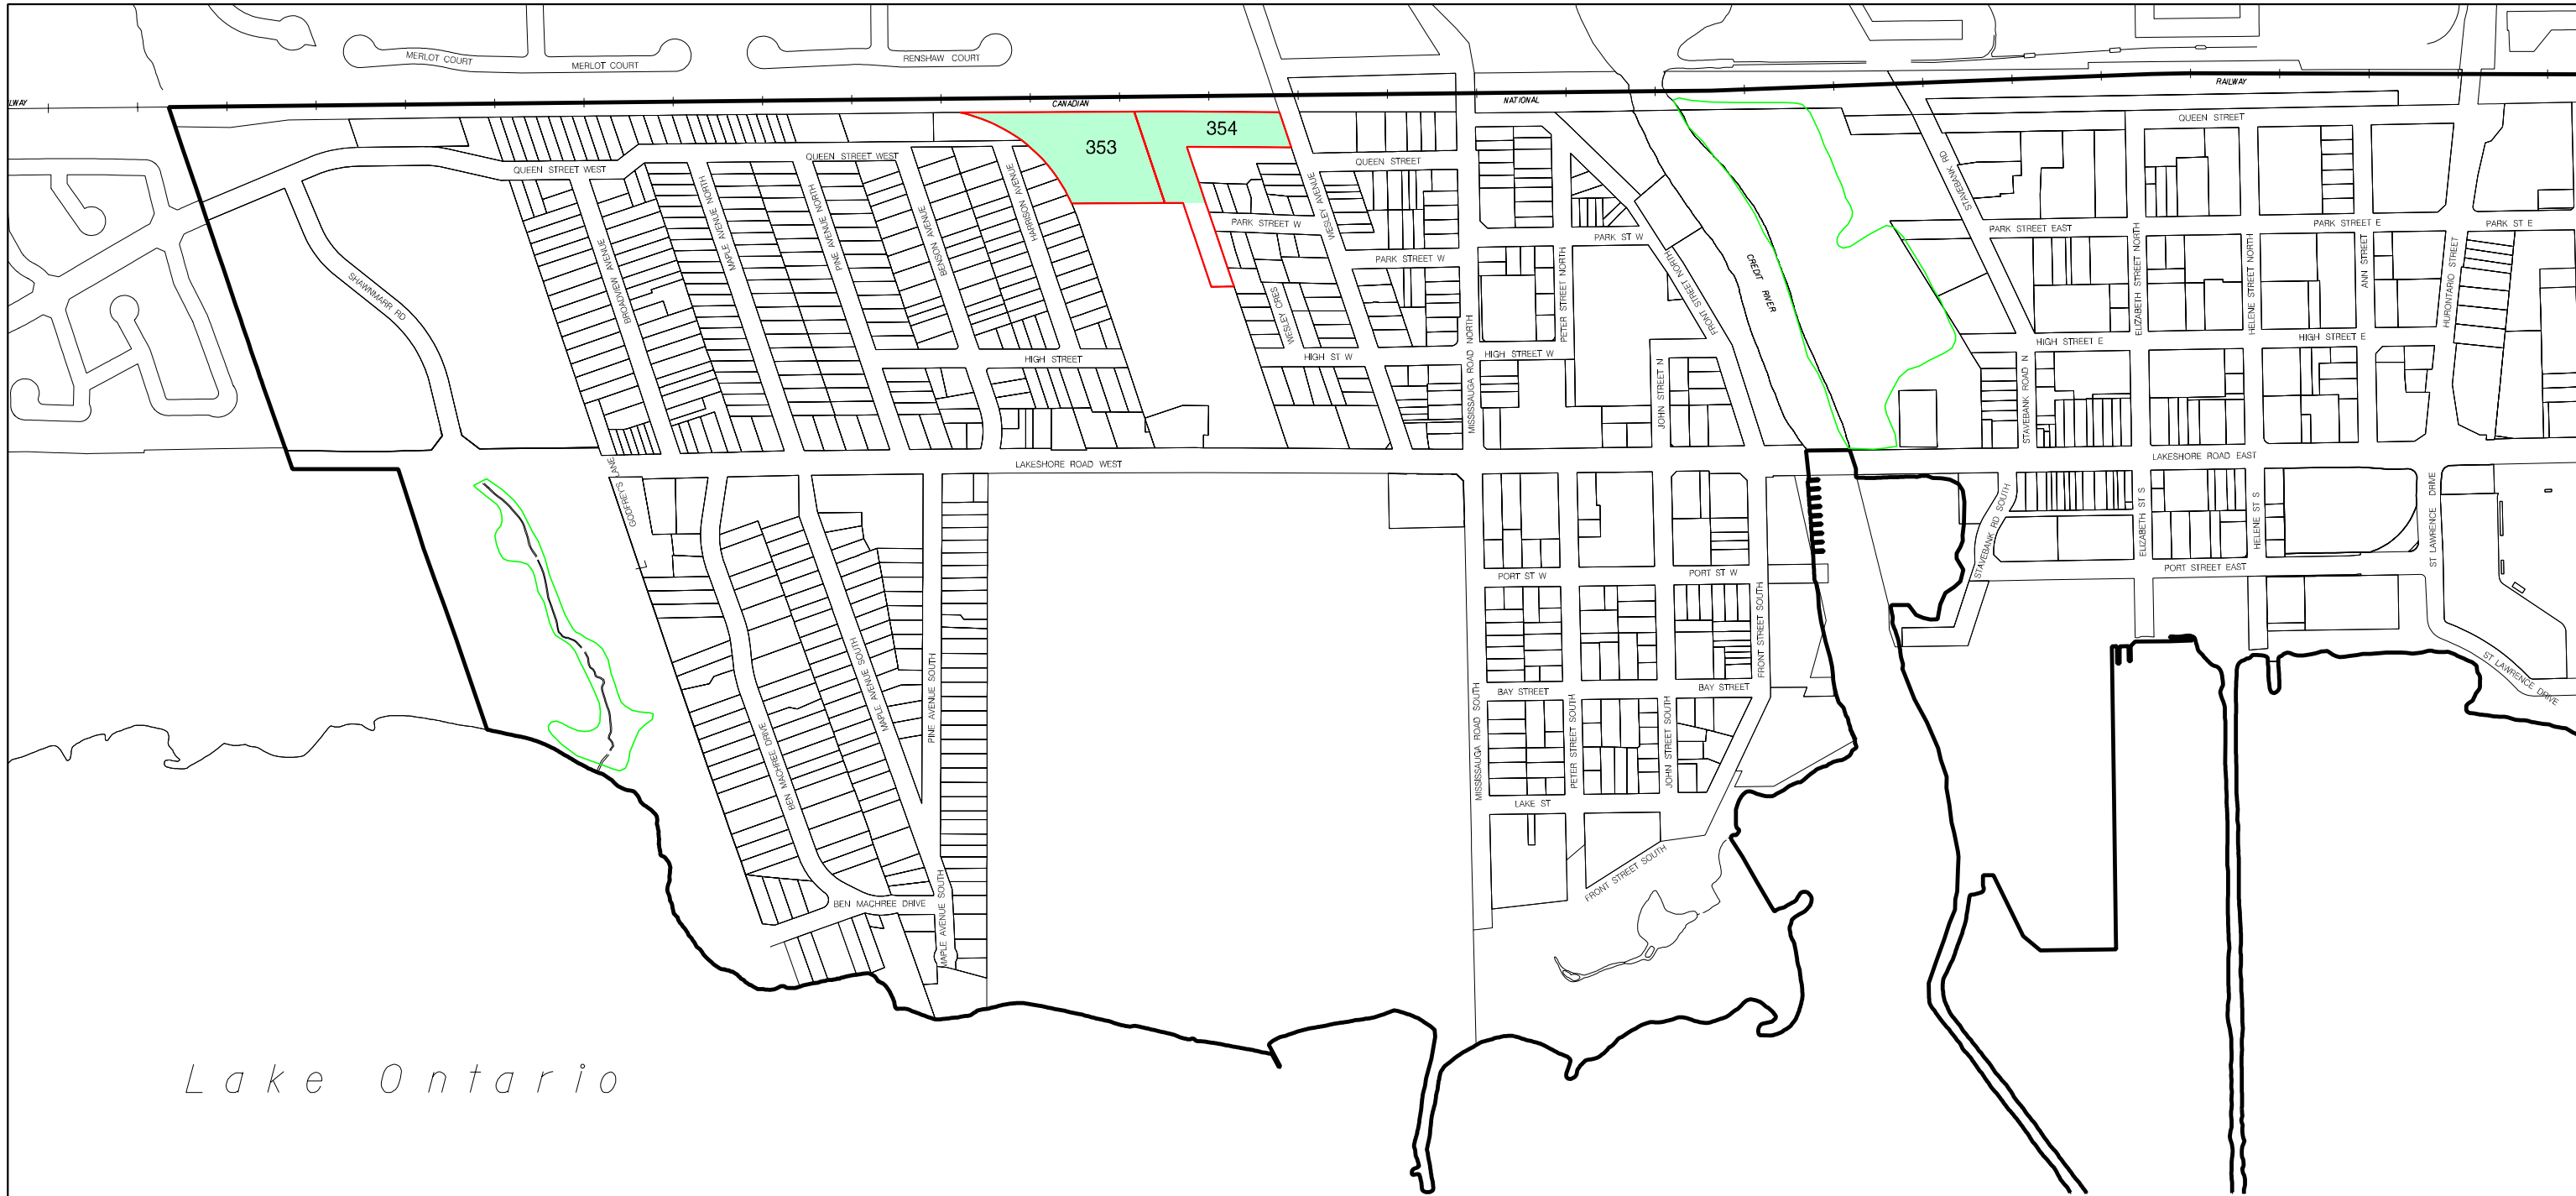 MERLOT COURT
MERLOT COURT
RENSHAW COURT
LWAY
CANADIAN
NATIONAL
RAILWAY
353
354
QUEEN STREET
QUEEN STREET WEST
QUEEN STREET WEST
QUEEN STREET
STAVEBANK RD
SHAWNMARR RD
BROADVIEW AVENUE
MAPLE AVENUE NORTH
PINE AVENUE NORTH
BENSON AVENUE
HARRISON AVENUE
WESLEY AVENUE
PARK STREET W
PARK STREET W
PARK ST W
PARK STREET EAST
PARK STREET E
PARK ST E
WESLEY CRES
MISSISSAUGA ROAD NORTH
PETER STREET NORTH
FRONT STREET NORTH
FRONT STREET NORTH
CREDIT RIVER
ELIZABETH STREET NORTH
HELENE STREET NORTH
ANN STREET
HURONTARIO STREET
HIGH STREET
HIGH ST W
HIGH STREET W
HIGH STREET E
HIGH STREET E
JOHN STREET N
STAVEBANK ROAD N
LAKESHORE ROAD WEST
LAKESHORE ROAD EAST
GODFREY'S LANE
STAVEBANK RD SOUTH
ELIZABETH ST S
HELENE ST S
ST LAWRENCE DRIVE
PORT ST W
PORT ST W
PORT STREET EAST
BEN MACHREE DRIVE
MAPLE AVENUE SOUTH
PINE AVENUE SOUTH
MISSISSAUGA ROAD SOUTH
BAY STREET
BAY STREET
PETER STREET SOUTH
JOHN STREET SOUTH
FRONT STREET SOUTH
ST LAWRENCE DRIVE
LAKE ST
FRONT STREET SOUTH
BEN MACHREE DRIVE
MAPLE AVENUE SOUTH
Lake Ontario